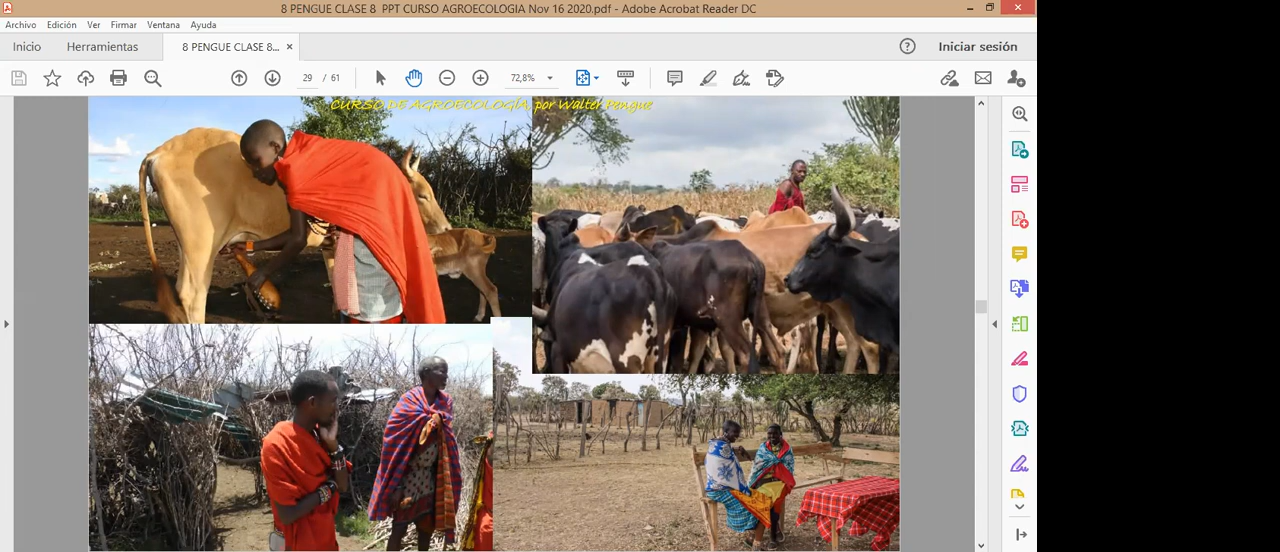 8 PENGUE CLASE 8 PPT CURSO AGROECOLOGIA Nov 16 2020.pdf - Adobe Acrobat Reader DC
Archivo Edición Ver Firmar Ventana Ayuda
Inicio Herramientas 8 PENGUE CLASE 8... × Iniciar sesión
29 / 61 72,8%
CURSO DE AGROECOLOGÍA, por Walter Pengue